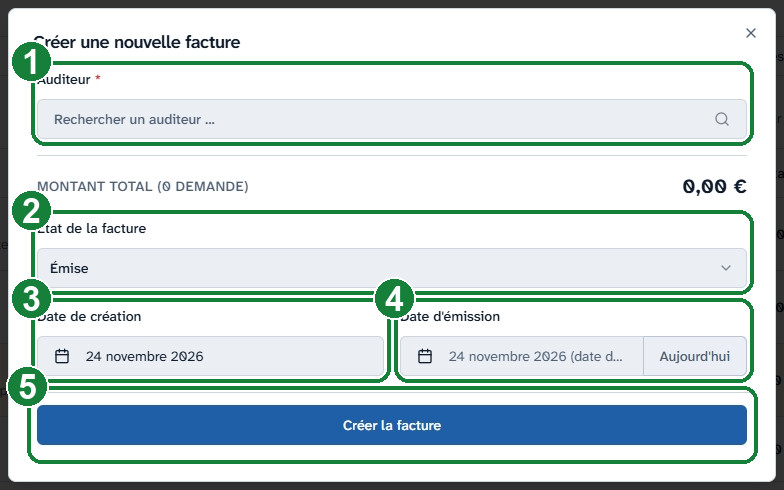 Créer une nouvelle facture
1
Auditeur *
Rechercher un auditeur ...
MONTANT TOTAL (0 DEMANDE)
0,00 €
2
État de la facture
Émise
3
Date de création
24 novembre 2026
4
Date d'émission
24 novembre 2026 (date d...
Aujourd'hui
5
Créer la facture